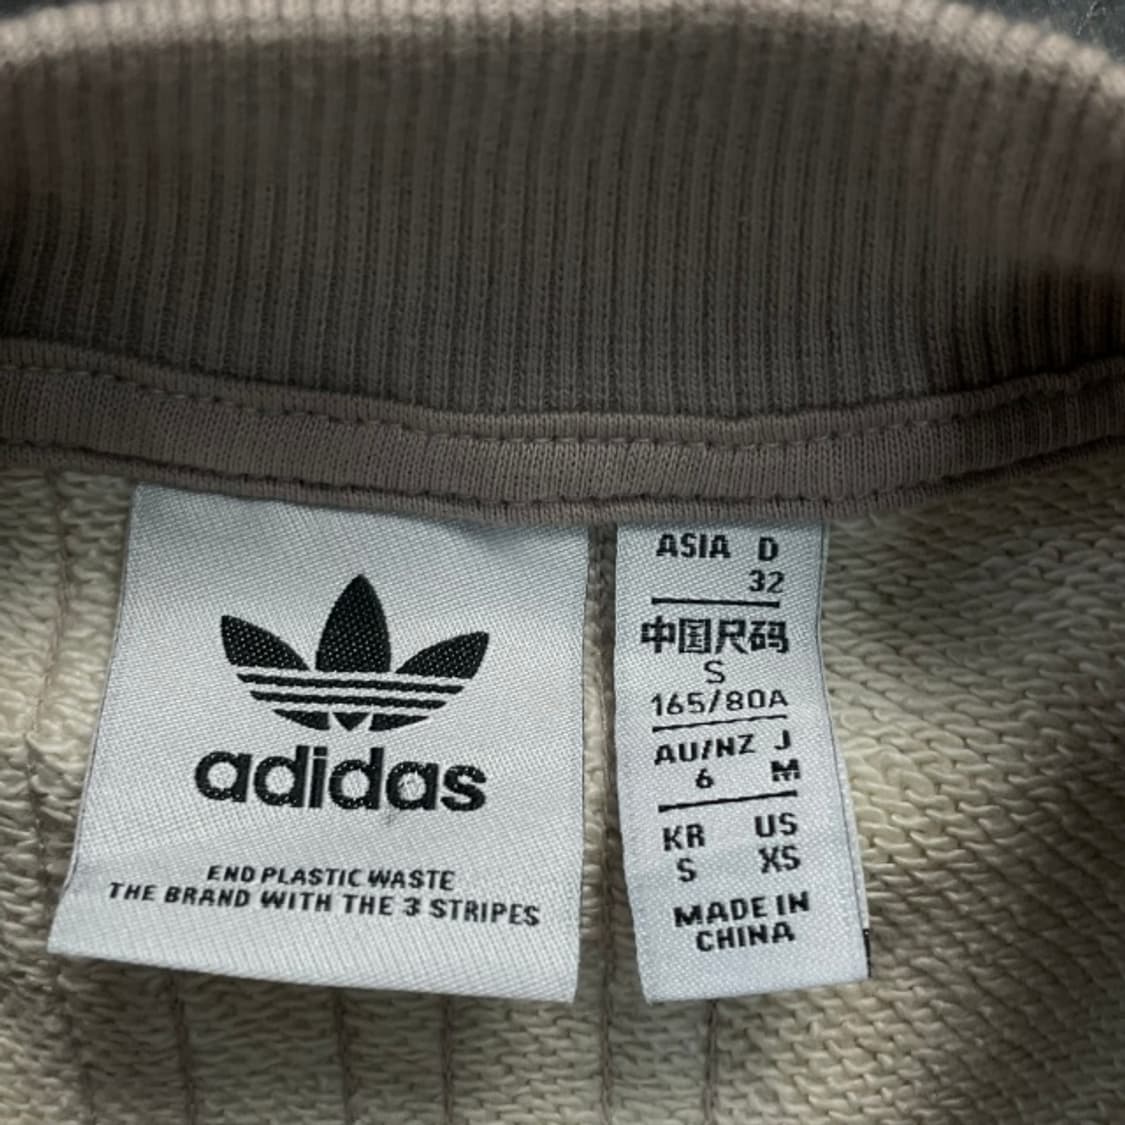 adidas
END PLASTIC WASTE
THE BRAND WITH THE 3 STRIPES
ASIA D
32
中国尺码
S
165/80A
AU/NZ J
6 M
KR US
S XS
MADE IN
CHINA